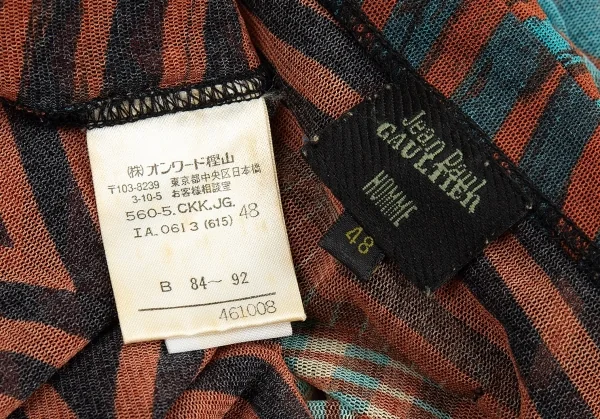 (株)オンワード樫山
〒103-8239 東京都中央区日本橋
3-10-5 お客様相談室
560-5.CKK.JG.
IA.0613 (615) 48
B 84～92
461008
Jean Paul
GAULTIER
HOMME
48